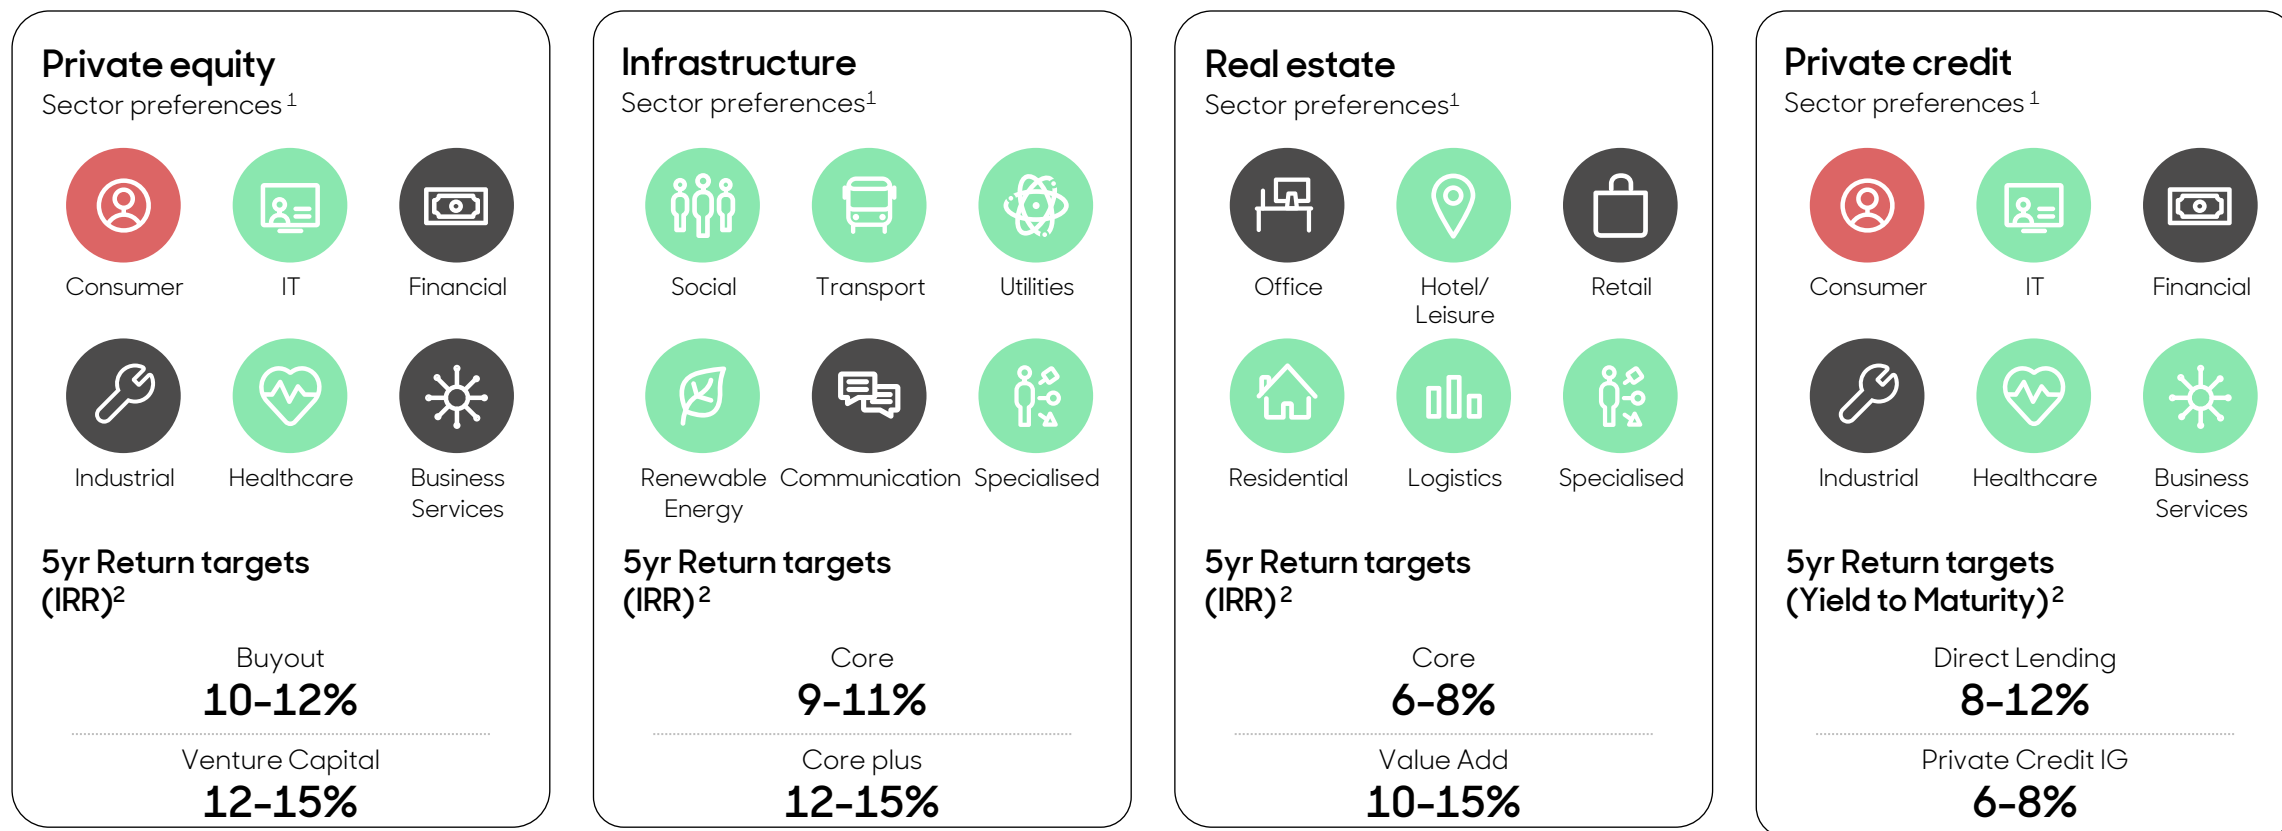 Private equity
Sector preferences 1
Consumer
IT
Financial
Industrial
Healthcare
Business
Services
5yr Return targets
(IRR)2
Buyout
10-12%
Venture Capital
12-15%
Infrastructure
Sector preferences1
Social
Transport
Utilities
Renewable
Energy
Communication
Specialised
5yr Return targets
(IRR) 2
Core
9-11%
Core plus
12-15%
Real estate
Sector preferences1
Office
Hotel/
Leisure
Retail
Residential
Logistics
Specialised
5yr Return targets
(IRR) 2
Core
6-8%
Value Add
10-15%
Private credit
Sector preferences 1
Consumer
IT
Financial
Industrial
Healthcare
Business
Services
5yr Return targets
(Yield to Maturity) 2
Direct Lending
8-12%
Private Credit IG
6-8%